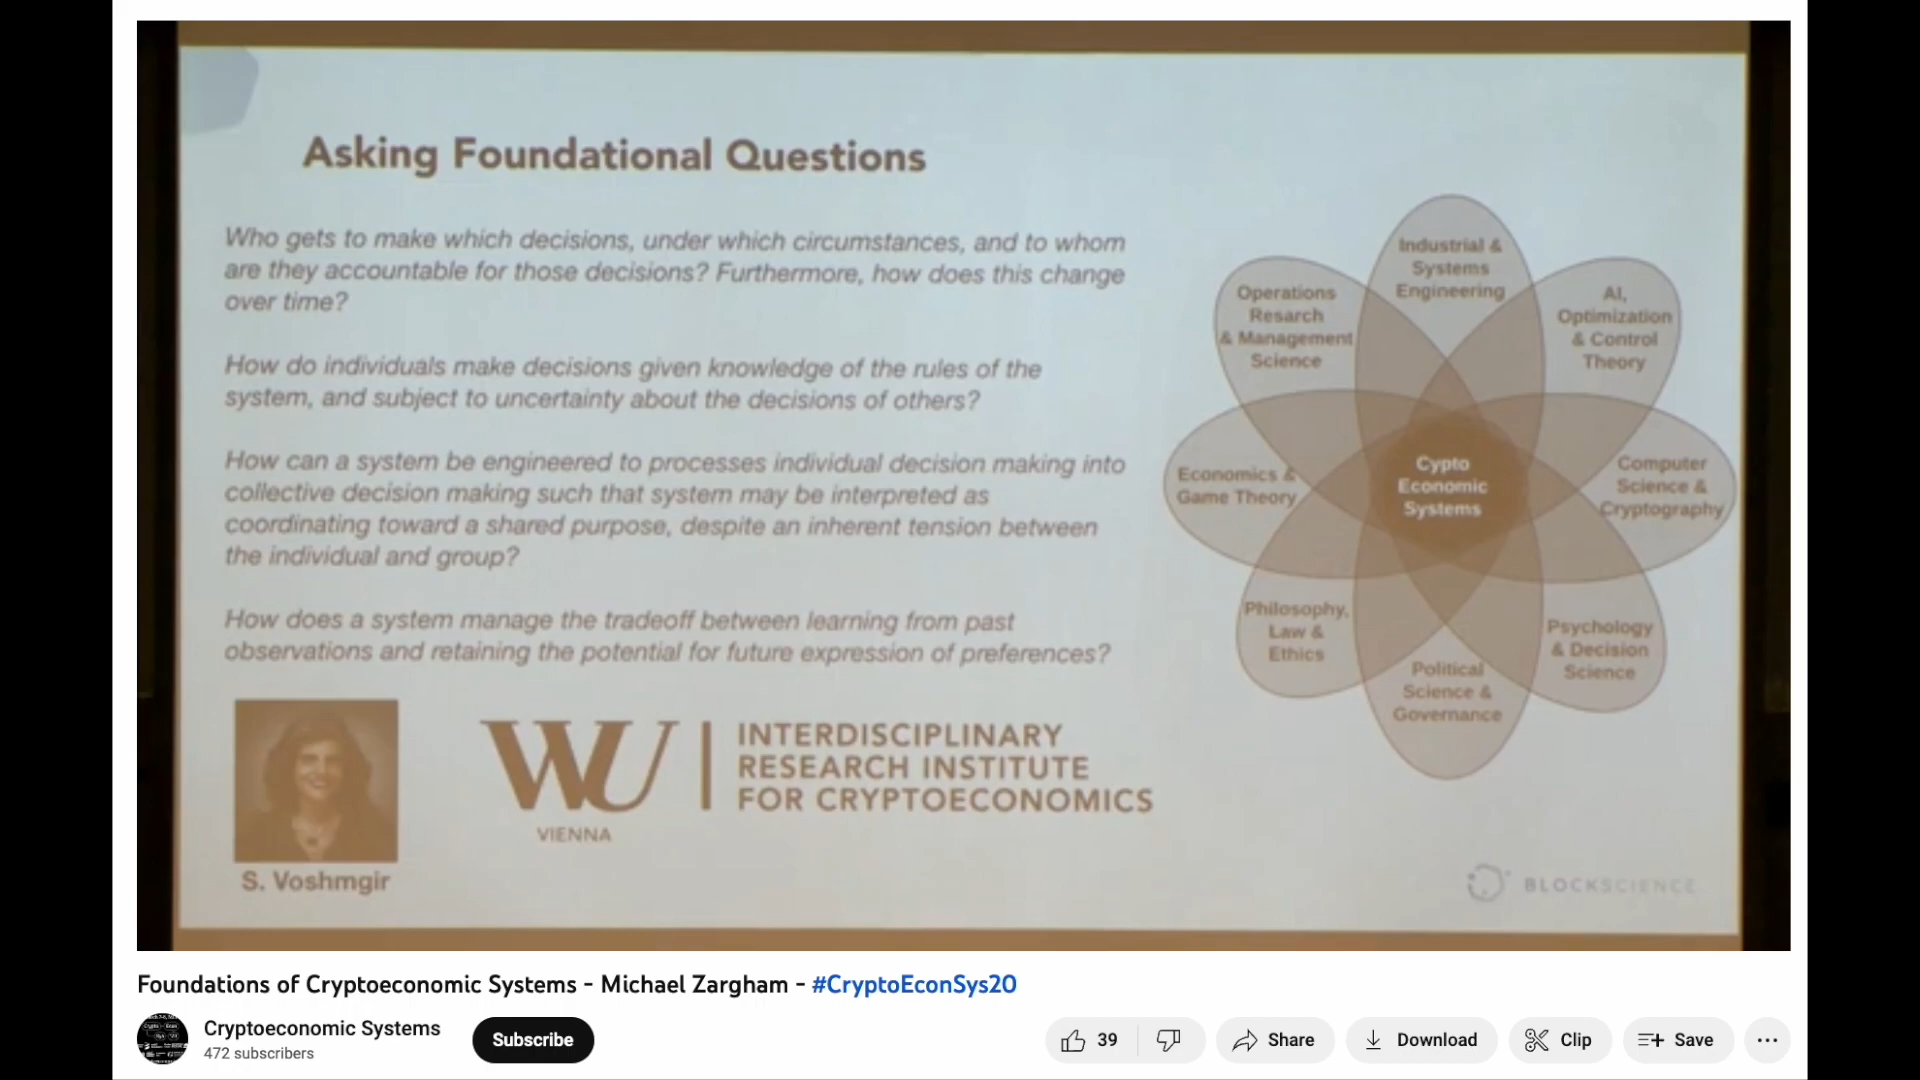 Asking Foundational Questions
Who gets to make which decisions, under which circumstances, and to whom
are they accountable for those decisions? Furthermore, how does this change
over time?
How do individuals make decisions given knowledge of the rules of the
system, and subject to uncertainty about the decisions of others?
How can a system be engineered to processes individual decision making into
collective decision making such that system may be interpreted as
coordinating toward a shared purpose, despite an inherent tension between
the individual and group?
How does a system manage the tradeoff between learning from past
observations and retaining the potential for future expression of preferences?
S. Voshmgir
WU
VIENNA
INTERDISCIPLINARY
RESEARCH INSTITUTE
FOR CRYPTOECONOMICS
Industrial &
Systems
Engineering
Operations
Resarch
& Management
Science
AI,
Optimization
& Control
Theory
Economics &
Game Theory
Cypto
Economic
Systems
Computer
Science &
Cryptography
Philosophy,
Law &
Ethics
Political
Science &
Governance
Psychology
& Decision
Science
BLOCKSCIENCE
Foundations of Cryptoeconomic Systems - Michael Zargham - #CryptoEconSys20
Cryptoeconomic Systems
472 subscribers
Subscribe
39
Share
Download
Clip
Save